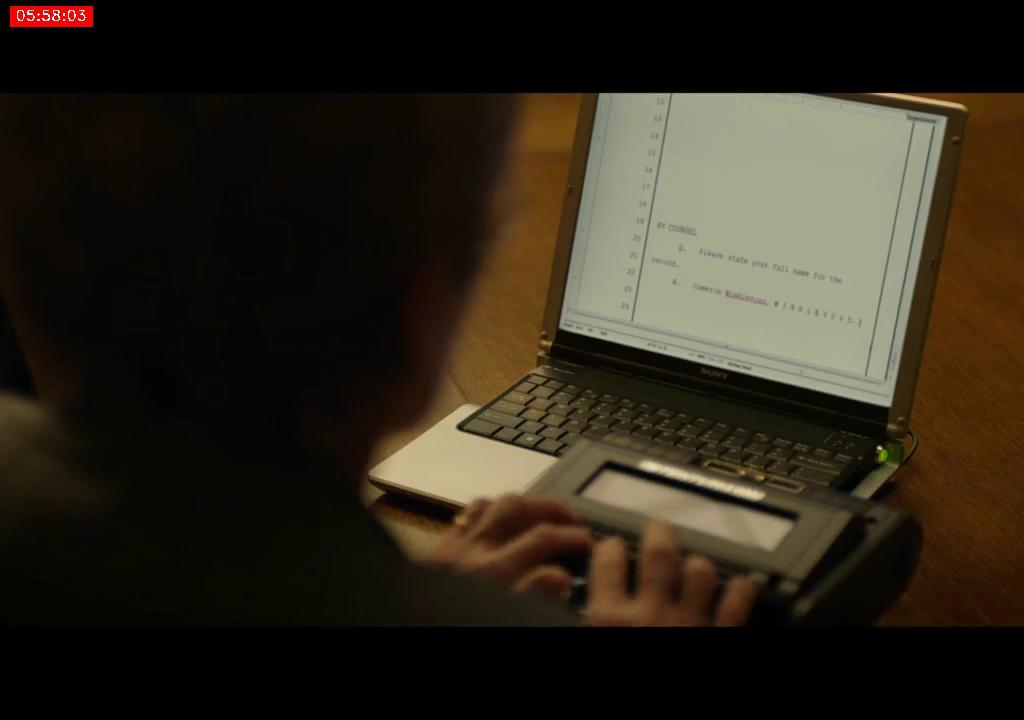 05:58:03
12
13
14
15
16
17
18
19
BY COUNSEL
20
Q. Please state your full name for the
21
record.
22
A. Cameron Winklevoss, W I N K L E V O S S.
23
24
SONY